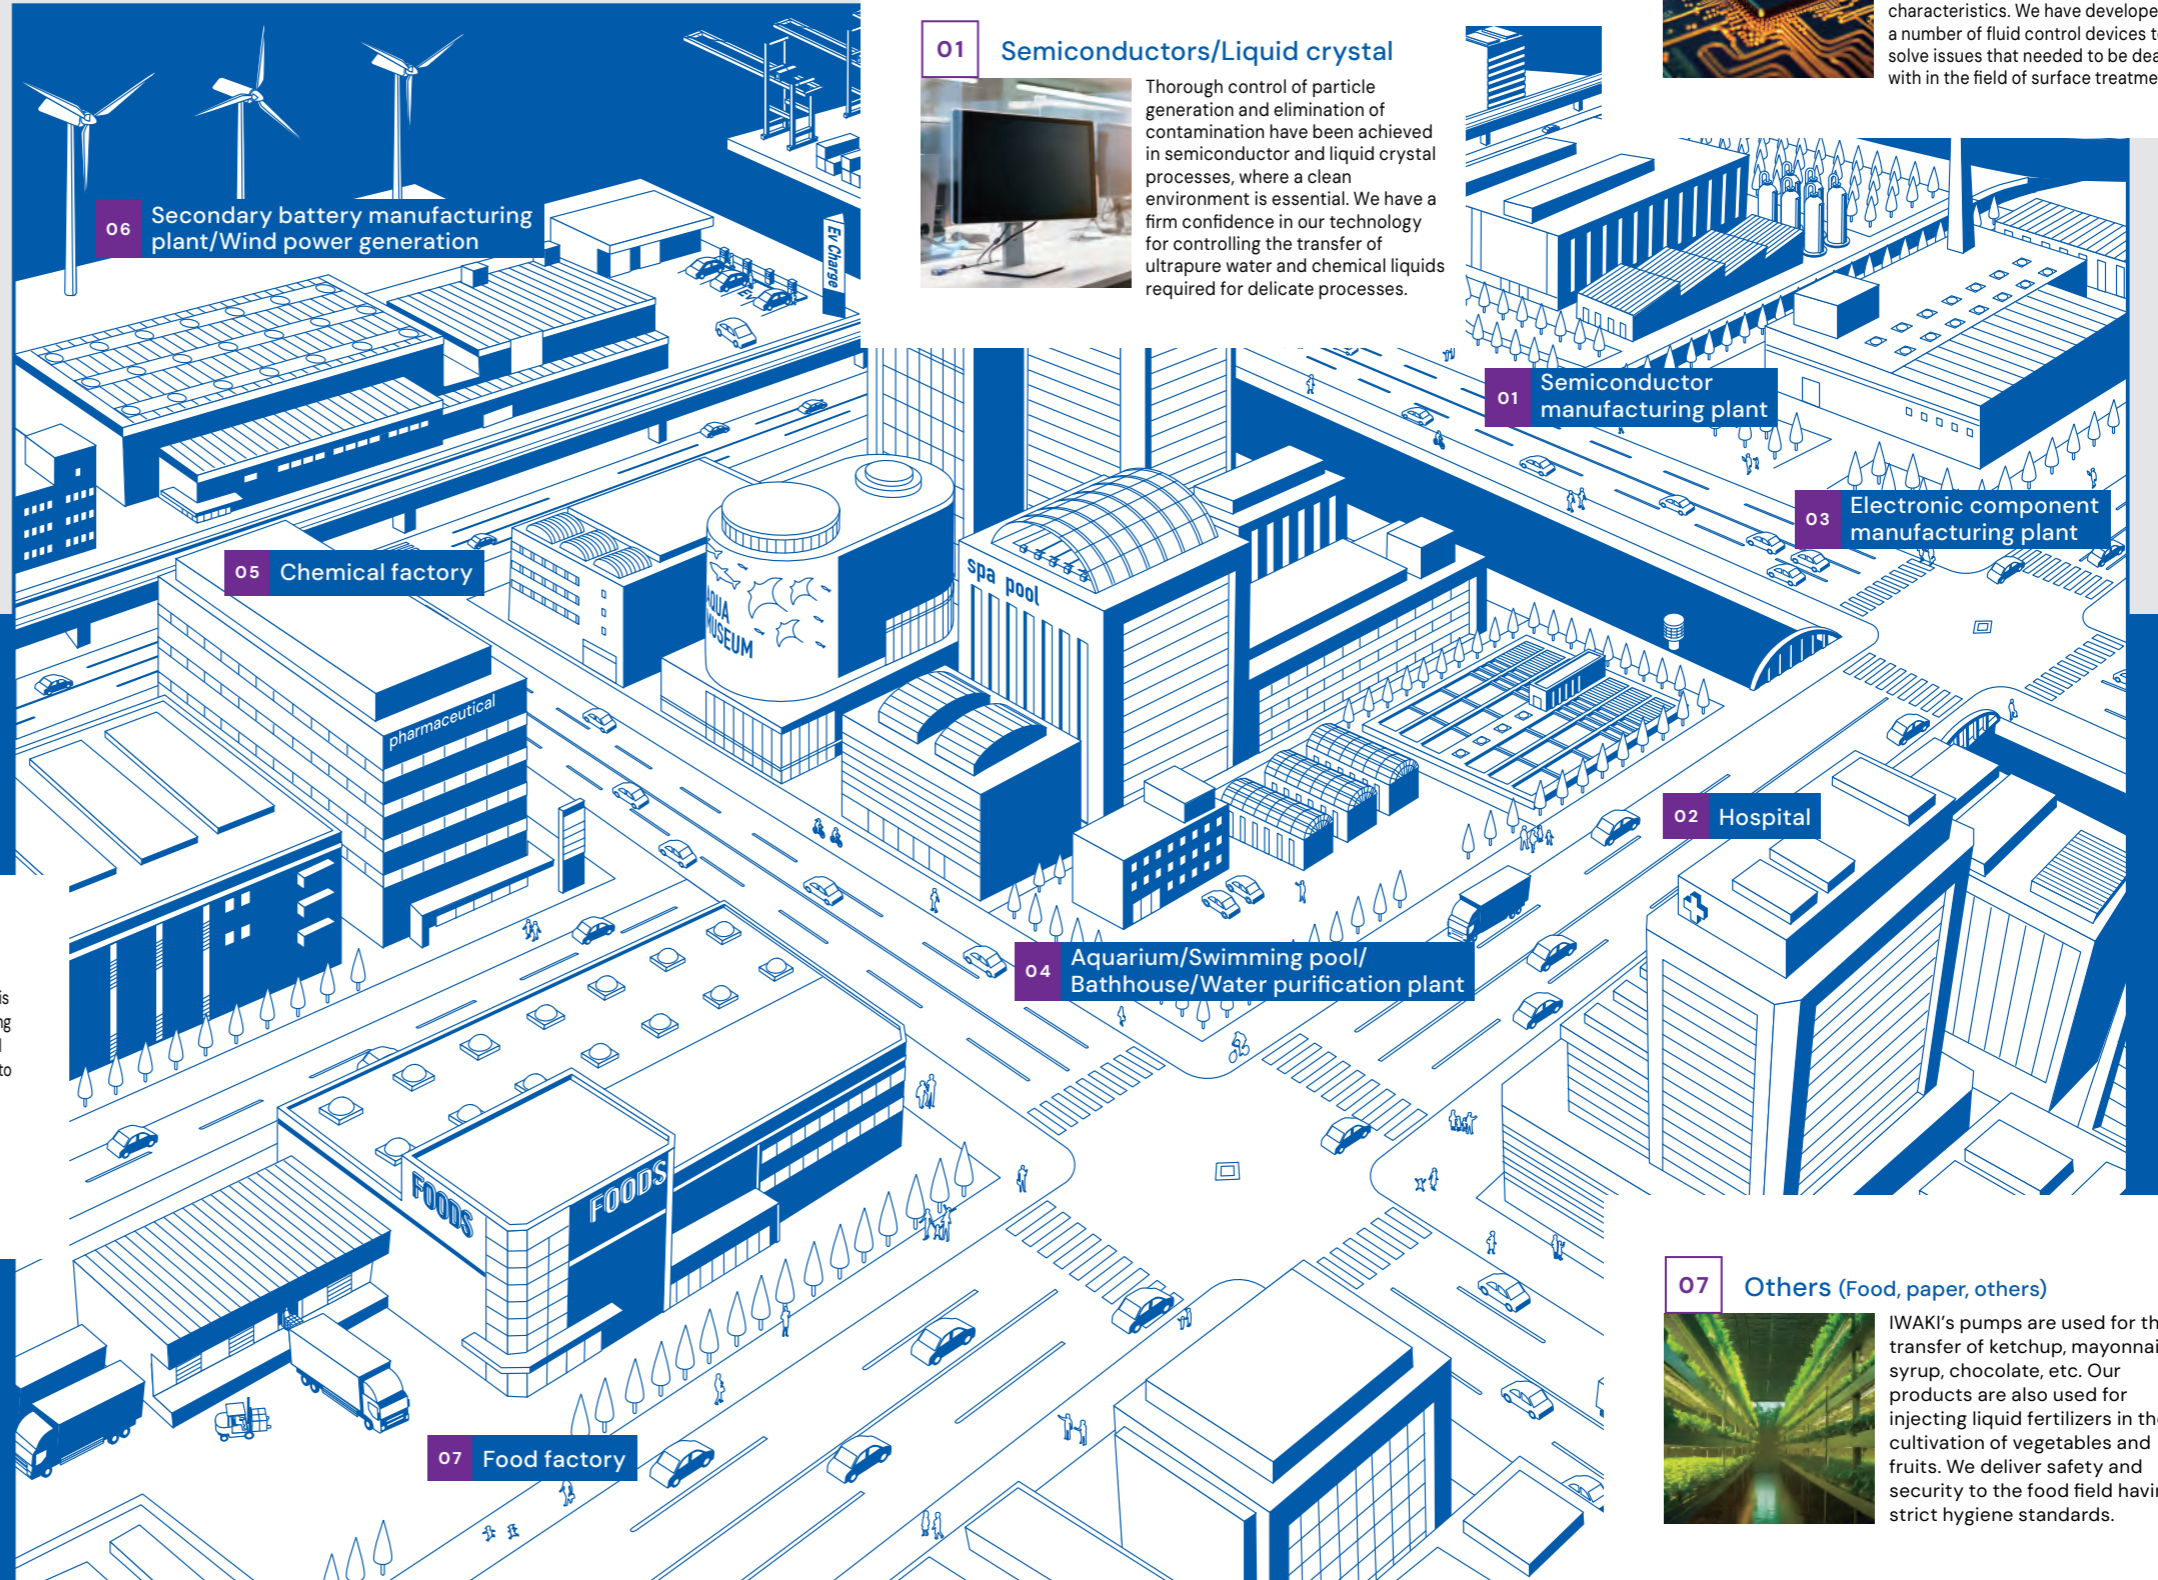 01
Semiconductors/Liquid crystal
Thorough control of particle
generation and elimination of
contamination have been achieved
in semiconductor and liquid crystal
processes, where a clean
environment is essential. We have a
firm confidence in our technology
for controlling the transfer of
ultrapure water and chemical liquids
required for delicate processes.
characteristics. We have develope
a number of fluid control devices t
solve issues that needed to be dea
with in the field of surface treatme
06
Secondary battery manufacturing
plant/Wind power generation
Ev Charge
EV
01
Semiconductor
manufacturing plant
03
Electronic component
manufacturing plant
05
Chemical factory
AQUA
MUSEUM
spa pool
pharmaceutical
02
Hospital
04
Aquarium/Swimming pool/
Bathhouse/Water purification plant
is
ng
to
FOODS
FOODS
07
Food factory
07
Others (Food, paper, others)
IWAKI's pumps are used for th
transfer of ketchup, mayonnai
syrup, chocolate, etc. Our
products are also used for
injecting liquid fertilizers in the
cultivation of vegetables and
fruits. We deliver safety and
security to the food field havin
strict hygiene standards.